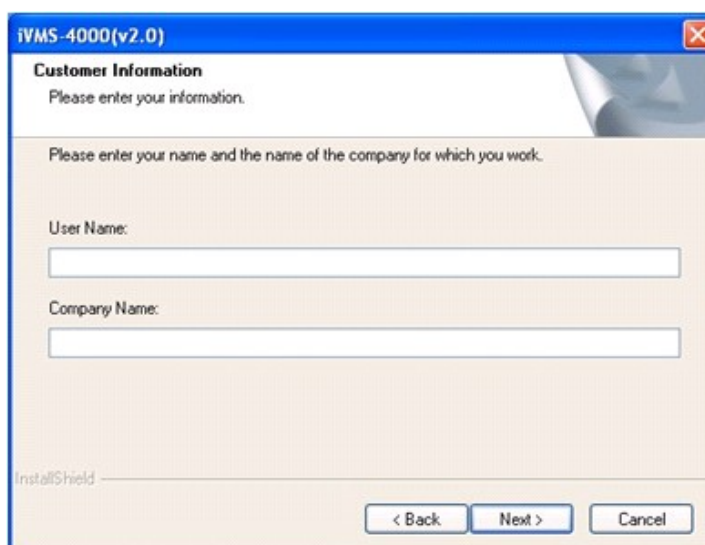 iVMS-4000(v2.0)
Customer Information
Please enter your information.
Please enter your name and the name of the company for which you work.
User Name:
Company Name:
InstallShield
< Back
Next >
Cancel